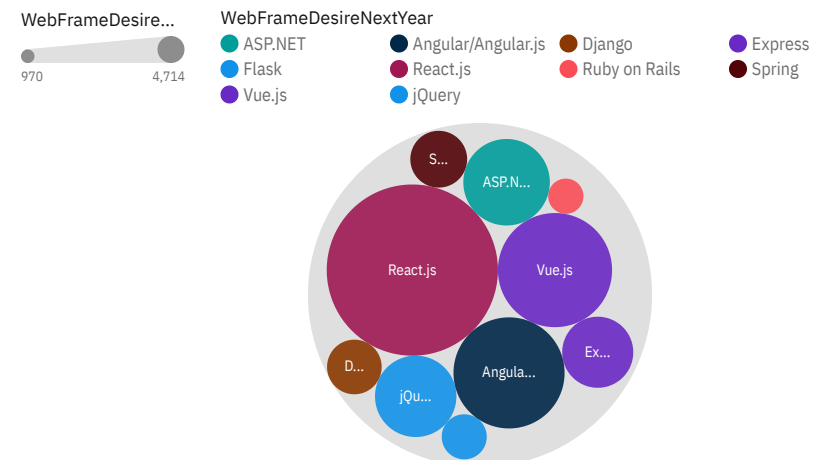 WebFrameDesire...
970
4,714
WebFrameDesireNextYear
ASP.NET Angular/Angular.js Django Express
Flask React.js Ruby on Rails Spring
Vue.js jQuery
S...
ASP.N...
React.js
Vue.js
Ex...
D...
Angula...
jQu...